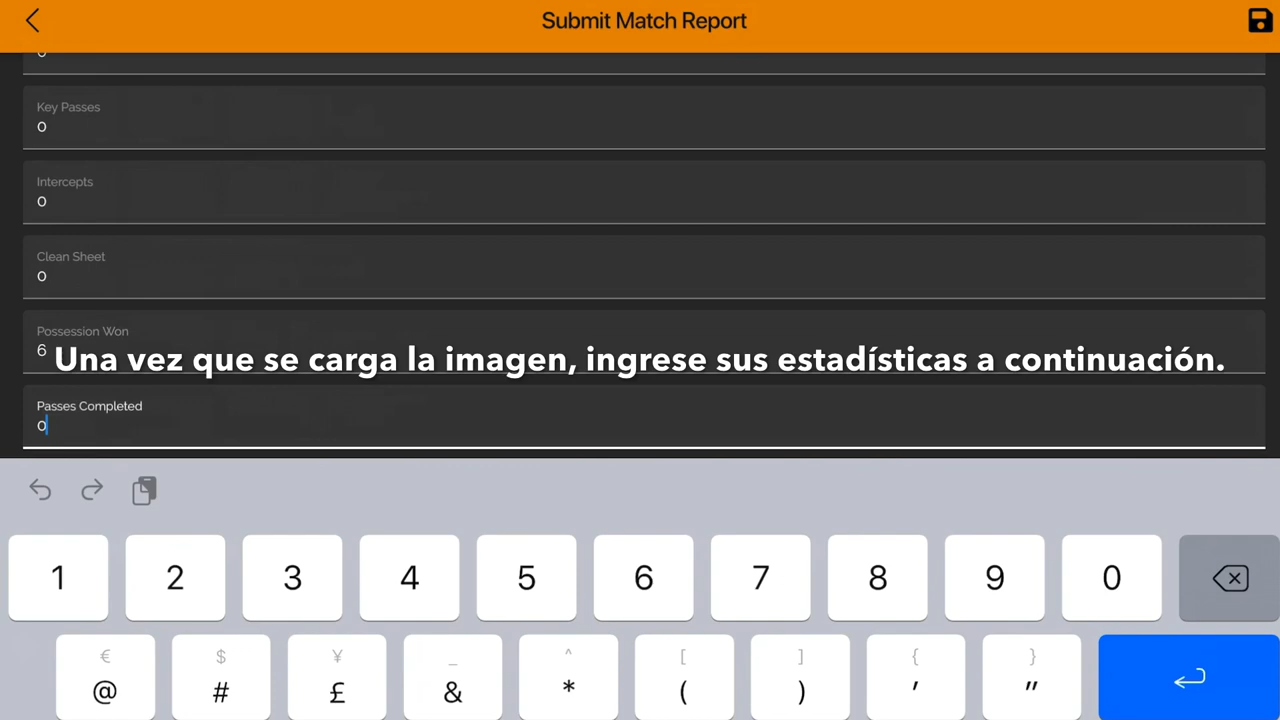 Submit Match Report
Key Passes
0
Intercepts
0
Clean Sheet
0
Possession Won
6
Una vez que se carga la imagen, ingrese sus estadísticas a continuación.
Passes Completed
0
1 2 3 4 5 6 7 8 9 0
€ $ ¥ _ ^ [ ] { }
@ # £ & * ( ) ' "